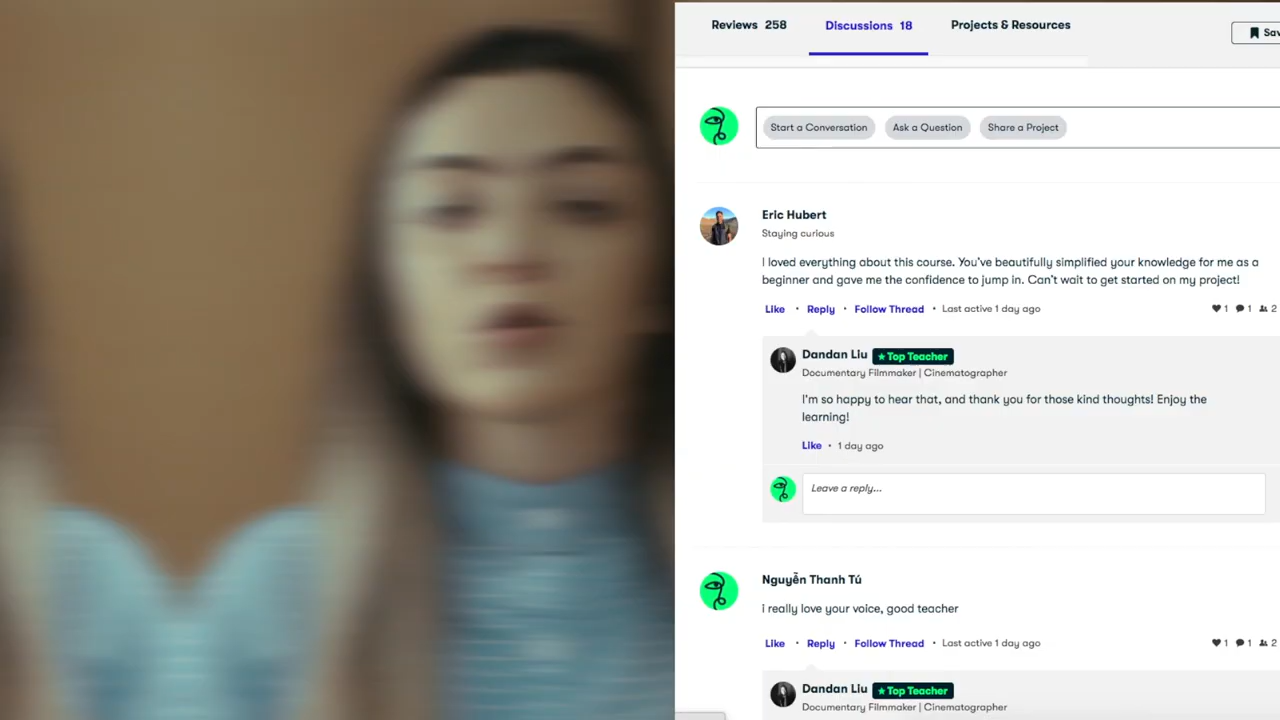 Reviews 258 Discussions 18 Projects & Resources
Start a Conversation Ask a Question Share a Project
Eric Hubert
Staying curious
I loved everything about this course. You've beautifully simplified your knowledge for me as a
beginner and gave me the confidence to jump in. Can't wait to get started on my project!
Like • Reply • Follow Thread • Last active 1 day ago 1 1 2
Dandan Liu ★Top Teacher
Documentary Filmmaker | Cinematographer
I'm so happy to hear that, and thank you for those kind thoughts! Enjoy the
learning!
Like • 1 day ago
Leave a reply...
Nguyễn Thanh Tú
i really love your voice, good teacher
Like • Reply • Follow Thread • Last active 1 day ago 1 1 2
Dandan Liu ★Top Teacher
Documentary Filmmaker | Cinematographer